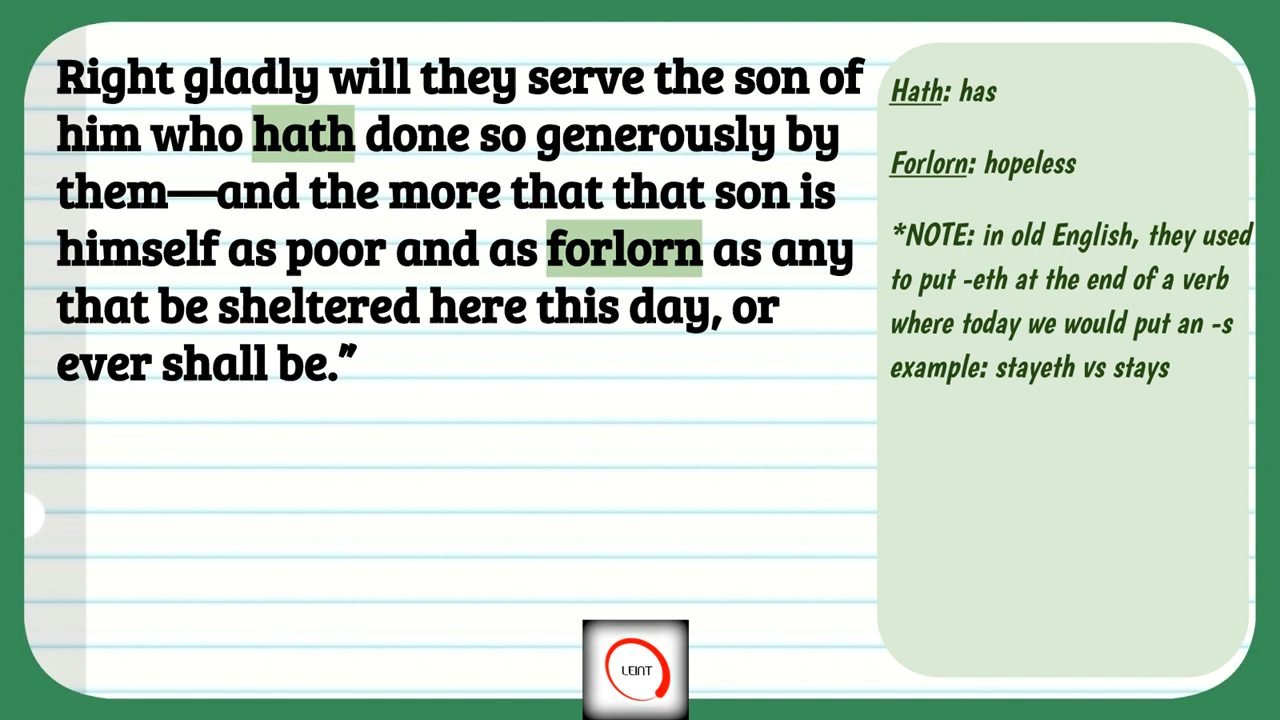 Right gladly will they serve the son of
him who hath done so generously by
them—and the more that that son is
himself as poor and as forlorn as any
that be sheltered here this day, or
ever shall be.”
Hath: has
Forlorn: hopeless
*NOTE: in old English, they used
to put -eth at the end of a verb
where today we would put an -s
example: stayeth vs stays
LEINT